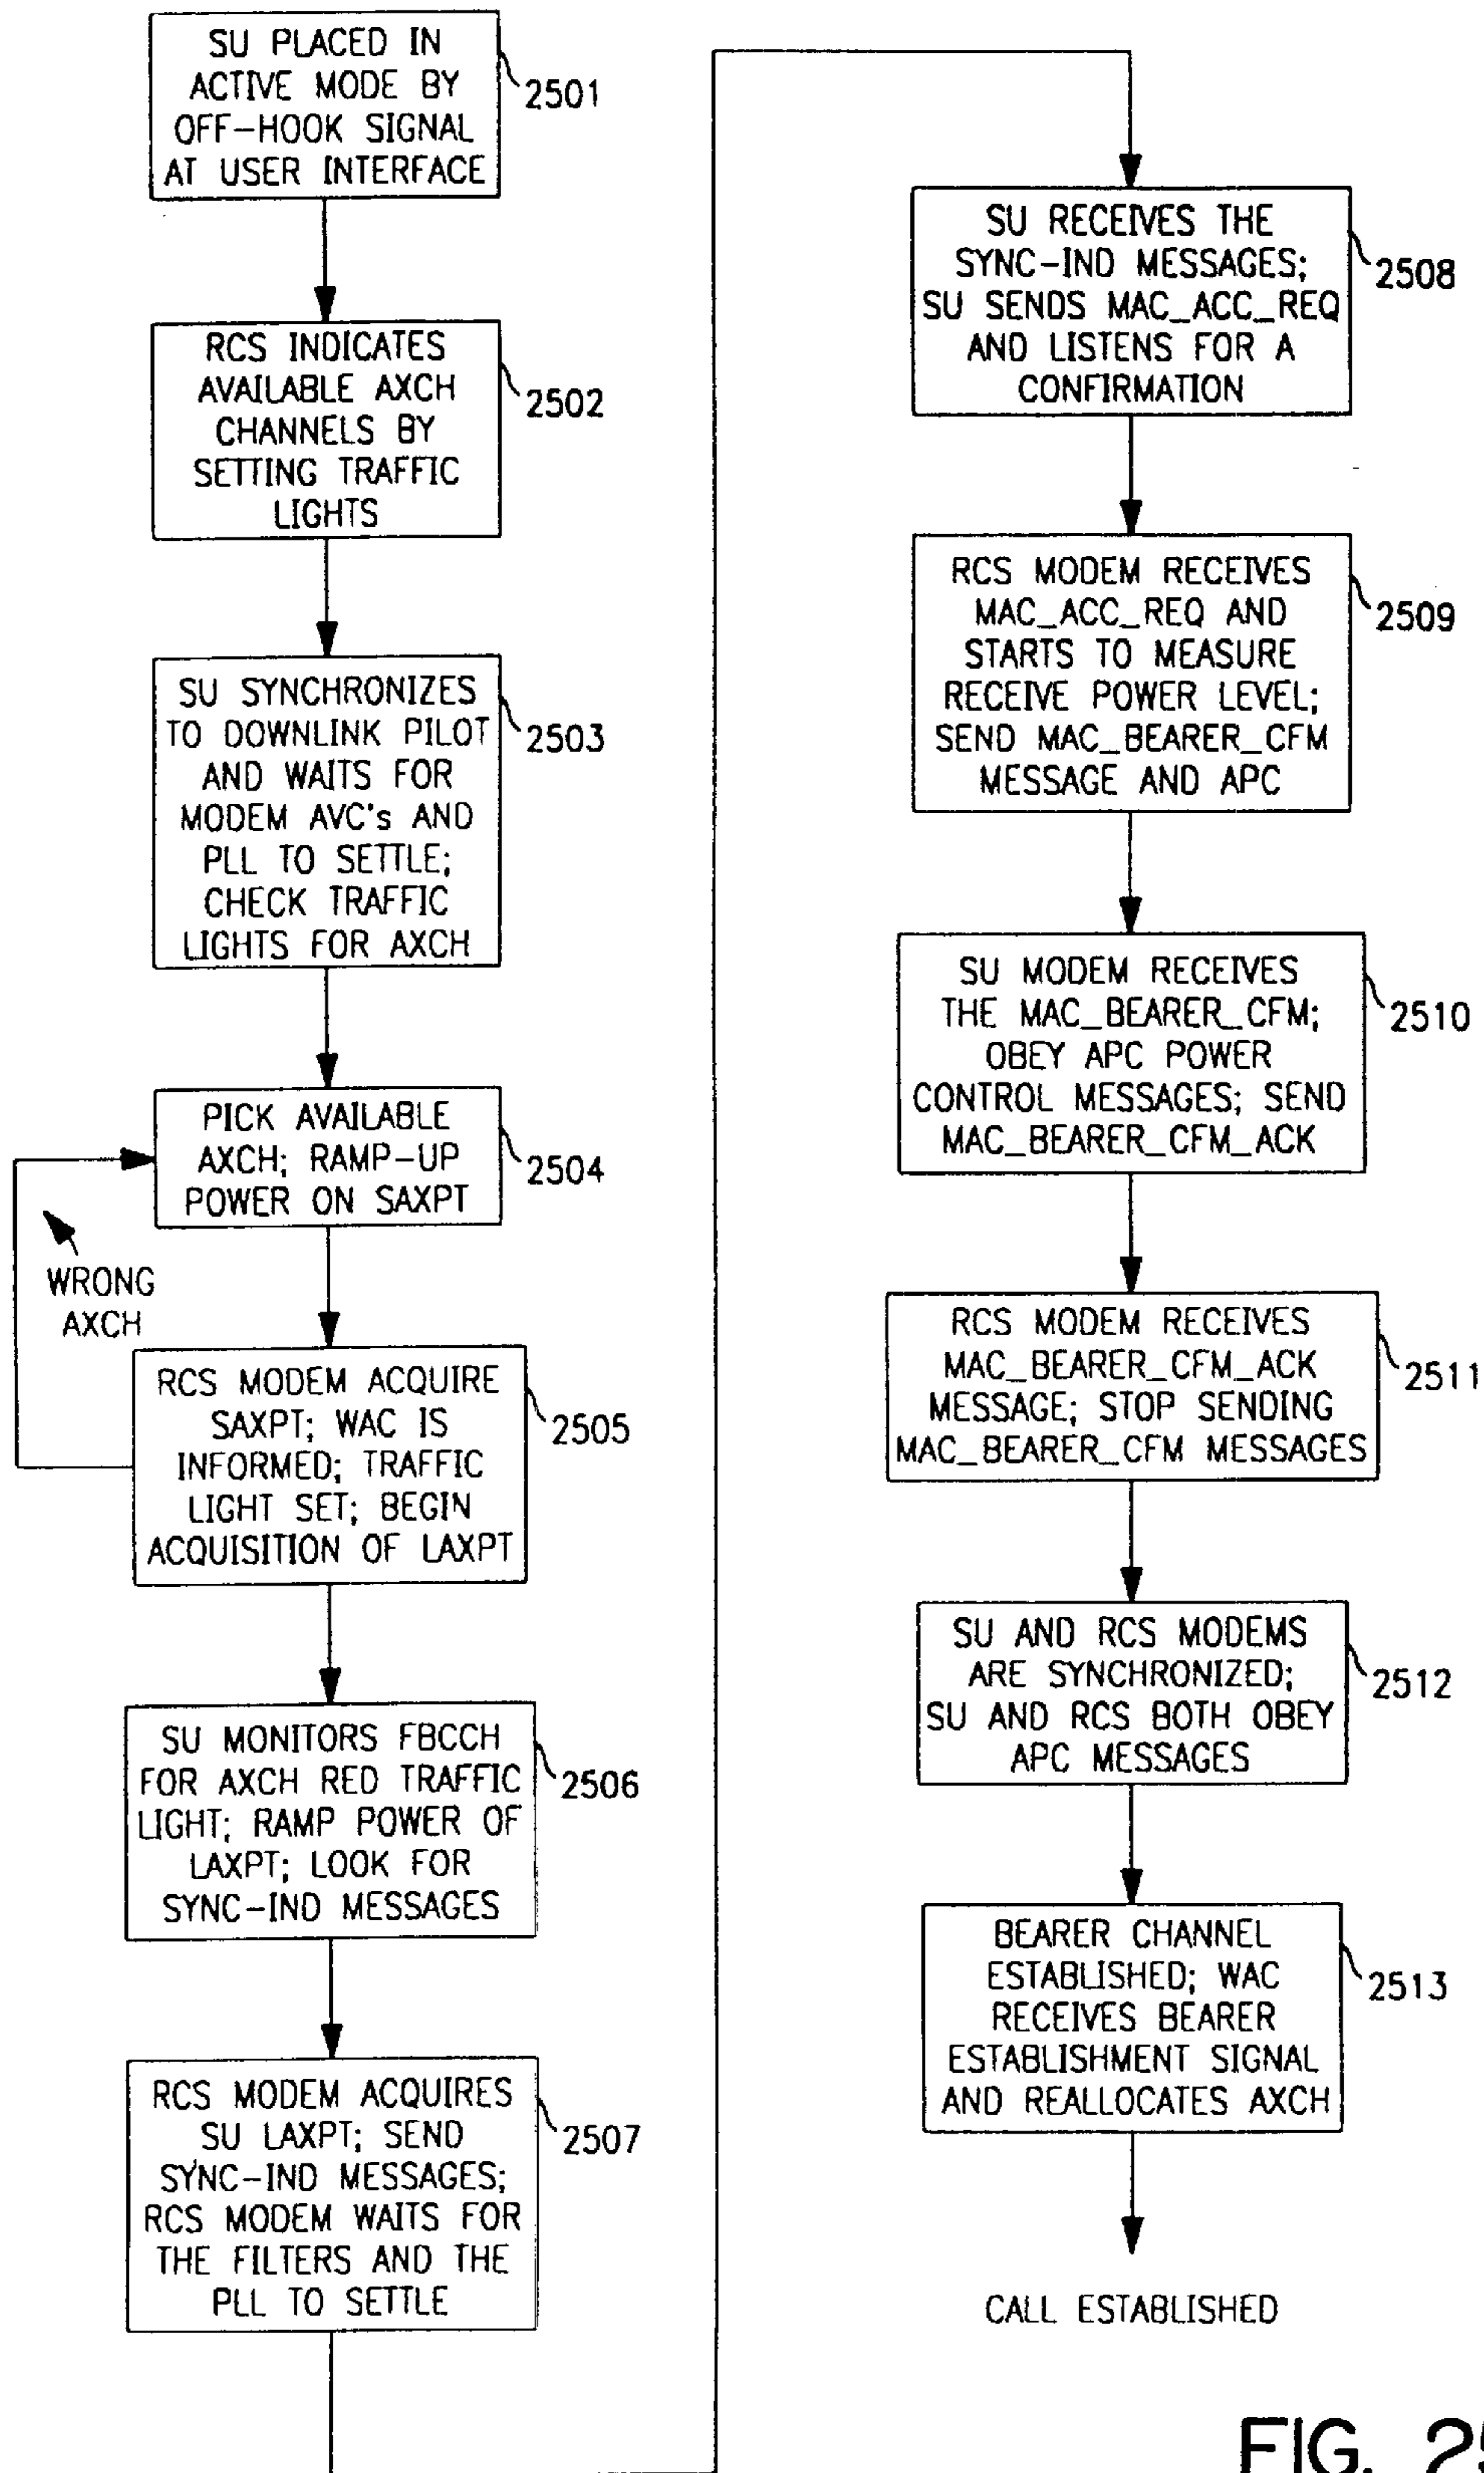 SU PLACED IN
ACTIVE MODE BY
OFF-HOOK SIGNAL
AT USER INTERFACE
2501
RCS INDICATES
AVAILABLE AXCH
CHANNELS BY
SETTING TRAFFIC
LIGHTS
2502
SU SYNCHRONIZES
TO DOWNLINK PILOT
AND WAITS FOR
MODEM AVC's AND
PLL TO SETTLE;
CHECK TRAFFIC
LIGHTS FOR AXCH
2503
PICK AVAILABLE
AXCH; RAMP-UP
POWER ON SAXPT
2504
WRONG
AXCH
RCS MODEM ACQUIRE
SAXPT; WAC IS
INFORMED; TRAFFIC
LIGHT SET; BEGIN
ACQUISITION OF LAXPT
2505
SU MONITORS FBCCH
FOR AXCH RED TRAFFIC
LIGHT; RAMP POWER OF
LAXPT; LOOK FOR
SYNC-IND MESSAGES
2506
RCS MODEM ACQUIRES
SU LAXPT; SEND
SYNC-IND MESSAGES;
RCS MODEM WAITS FOR
THE FILTERS AND THE
PLL TO SETTLE
2507
SU RECEIVES THE
SYNC-IND MESSAGES;
SU SENDS MAC_ACC_REQ
AND LISTENS FOR A
CONFIRMATION
2508
RCS MODEM RECEIVES
MAC_ACC_REQ AND
STARTS TO MEASURE
RECEIVE POWER LEVEL;
SEND MAC_BEARER_CFM
MESSAGE AND APC
2509
SU MODEM RECEIVES
THE MAC_BEARER_CFM;
OBEY APC POWER
CONTROL MESSAGES; SEND
MAC_BEARER_CFM_ACK
2510
RCS MODEM RECEIVES
MAC_BEARER_CFM_ACK
MESSAGE; STOP SENDING
MAC_BEARER_CFM MESSAGES
2511
SU AND RCS MODEMS
ARE SYNCHRONIZED;
SU AND RCS BOTH OBEY
APC MESSAGES
2512
BEARER CHANNEL
ESTABLISHED; WAC
RECEIVES BEARER
ESTABLISHMENT SIGNAL
AND REALLOCATES AXCH
2513
CALL ESTABLISHED
FIG. 25